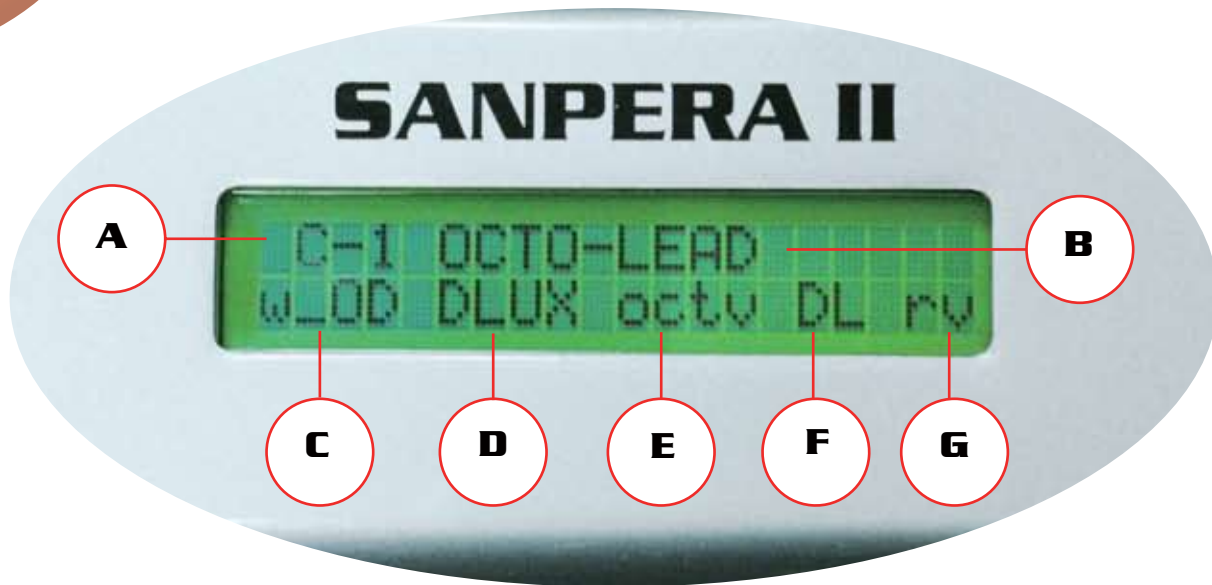 SANPERA II
A
C-1 OCTO-LEAD
B
w_OD DLUX octv DL rv
C D E F G